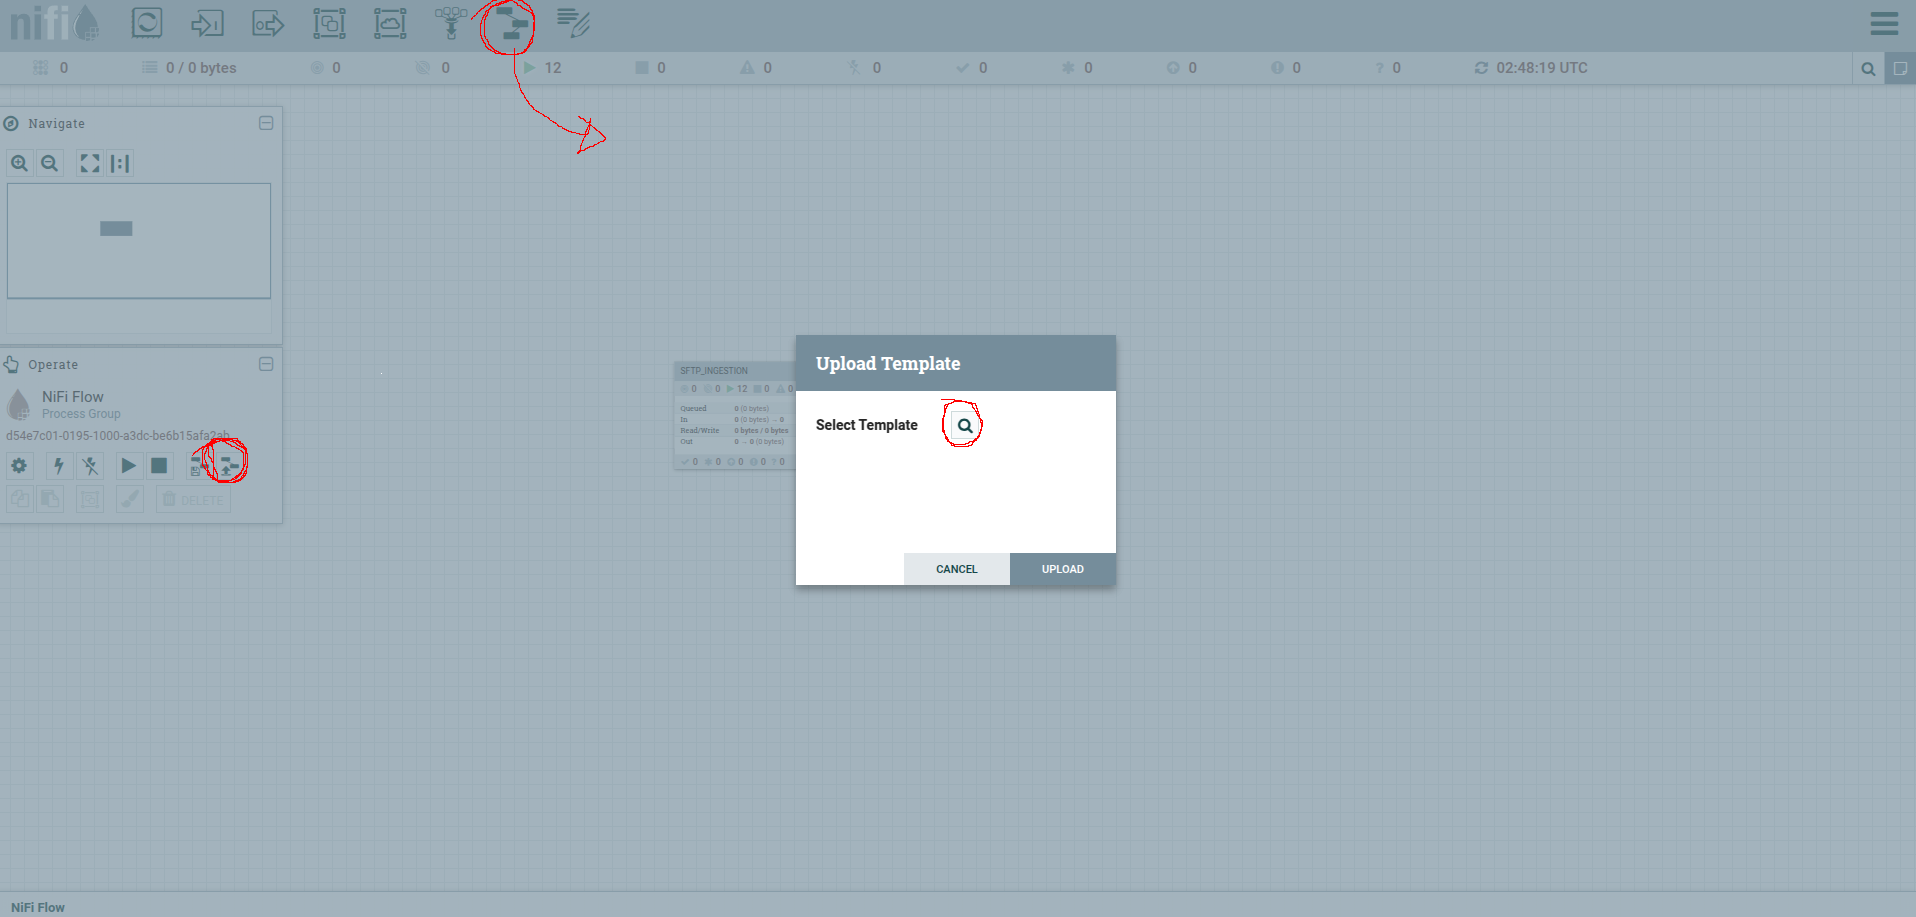 nifi
0
0 / 0 bytes
0
0
12
0
0
0
0
0
0
0
? 0
02:48:19 UTC
Navigate
Operate
NiFi Flow
Process Group
d54e7c01-0195-1000-a3dc-be6b15afa2ab
DELETE
SFTP_INGESTION
0 0 12 0 0
Queued 0 (0 bytes)
In 0 (0 bytes) → 0
Read/Write 0 bytes / 0 bytes
Out 0 → 0 (0 bytes)
0 0 0 0 ? 0
Upload Template
Select Template
CANCEL
UPLOAD
NiFi Flow